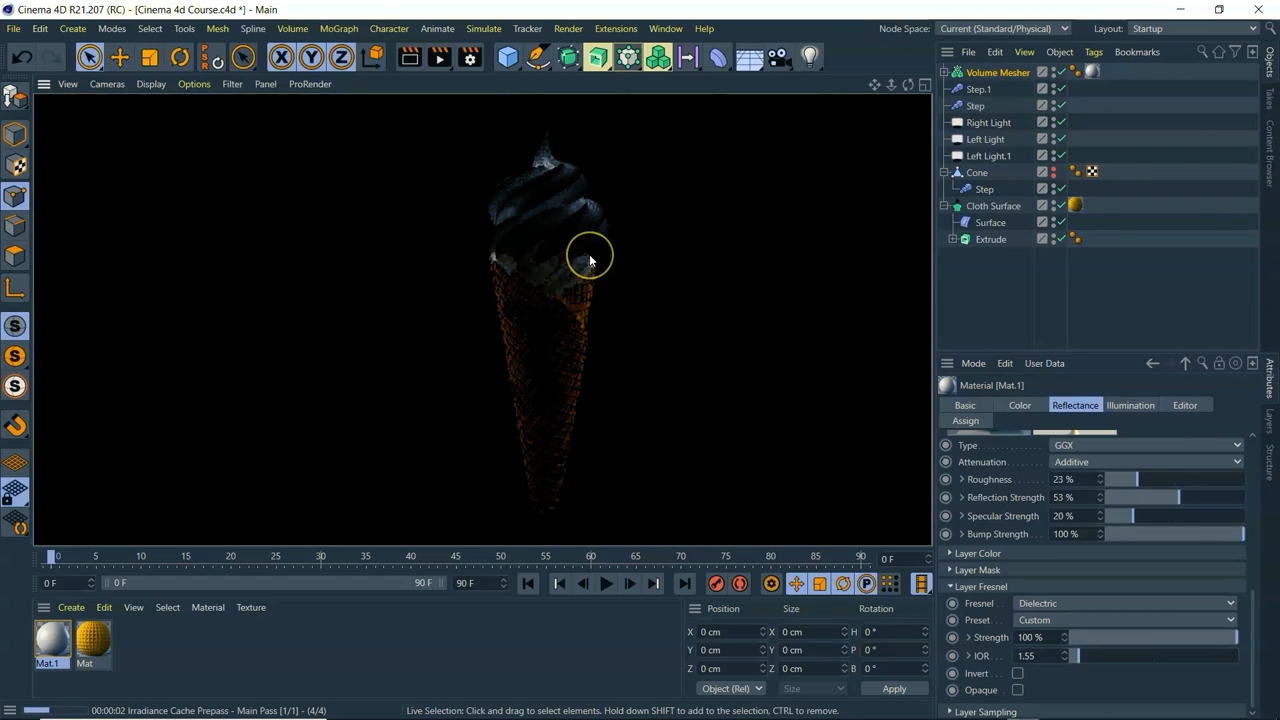 Cinema 4D R21.207 (RC) - [Cinema 4d Course.c4d *] - Main
File Edit Create Modes Select Tools Mesh Spline Volume MoGraph Character Animate Simulate Tracker Render Extensions Window Help Node Space: Current (Standard/Physical) Layout: Startup
View Cameras Display Options Filter Panel ProRender
File Edit View Object Tags Bookmarks
Volume Mesher
Step.1
Step
Right Light
Left Light
Left Light.1
Cone
Step
Cloth Surface
Surface
Extrude
Objects
Takes
Content Browser
Mode Edit User Data
Material [Mat.1]
Basic Color Reflectance Illumination Editor
Assign
Type GGX
Attenuation Additive
Roughness 23 %
Reflection Strength 53 %
Specular Strength 20 %
Bump Strength 100 %
Layer Color
Layer Mask
Layer Fresnel
Fresnel Dielectric
Preset Custom
Strength 100 %
IOR 1.55
Invert
Opaque
Layer Sampling
Attributes
Layers
Structure
0 5 10 15 20 25 30 35 40 45 50 55 60 65 70 75 80 85 90 0 F
0 F 0 F 90 F 90 F
Create Edit View Select Material Texture
Mat.1 Mat
Position Size Rotation
X 0 cm X 0 cm H 0 °
Y 0 cm Y 0 cm P 0 °
Z 0 cm Z 0 cm B 0 °
Object (Rel) Size Apply
00:00:02 Irradiance Cache Prepass - Main Pass [1/1] - (4/4) Live Selection: Click and drag to select elements. Hold down SHIFT to add to the selection, CTRL to remove.